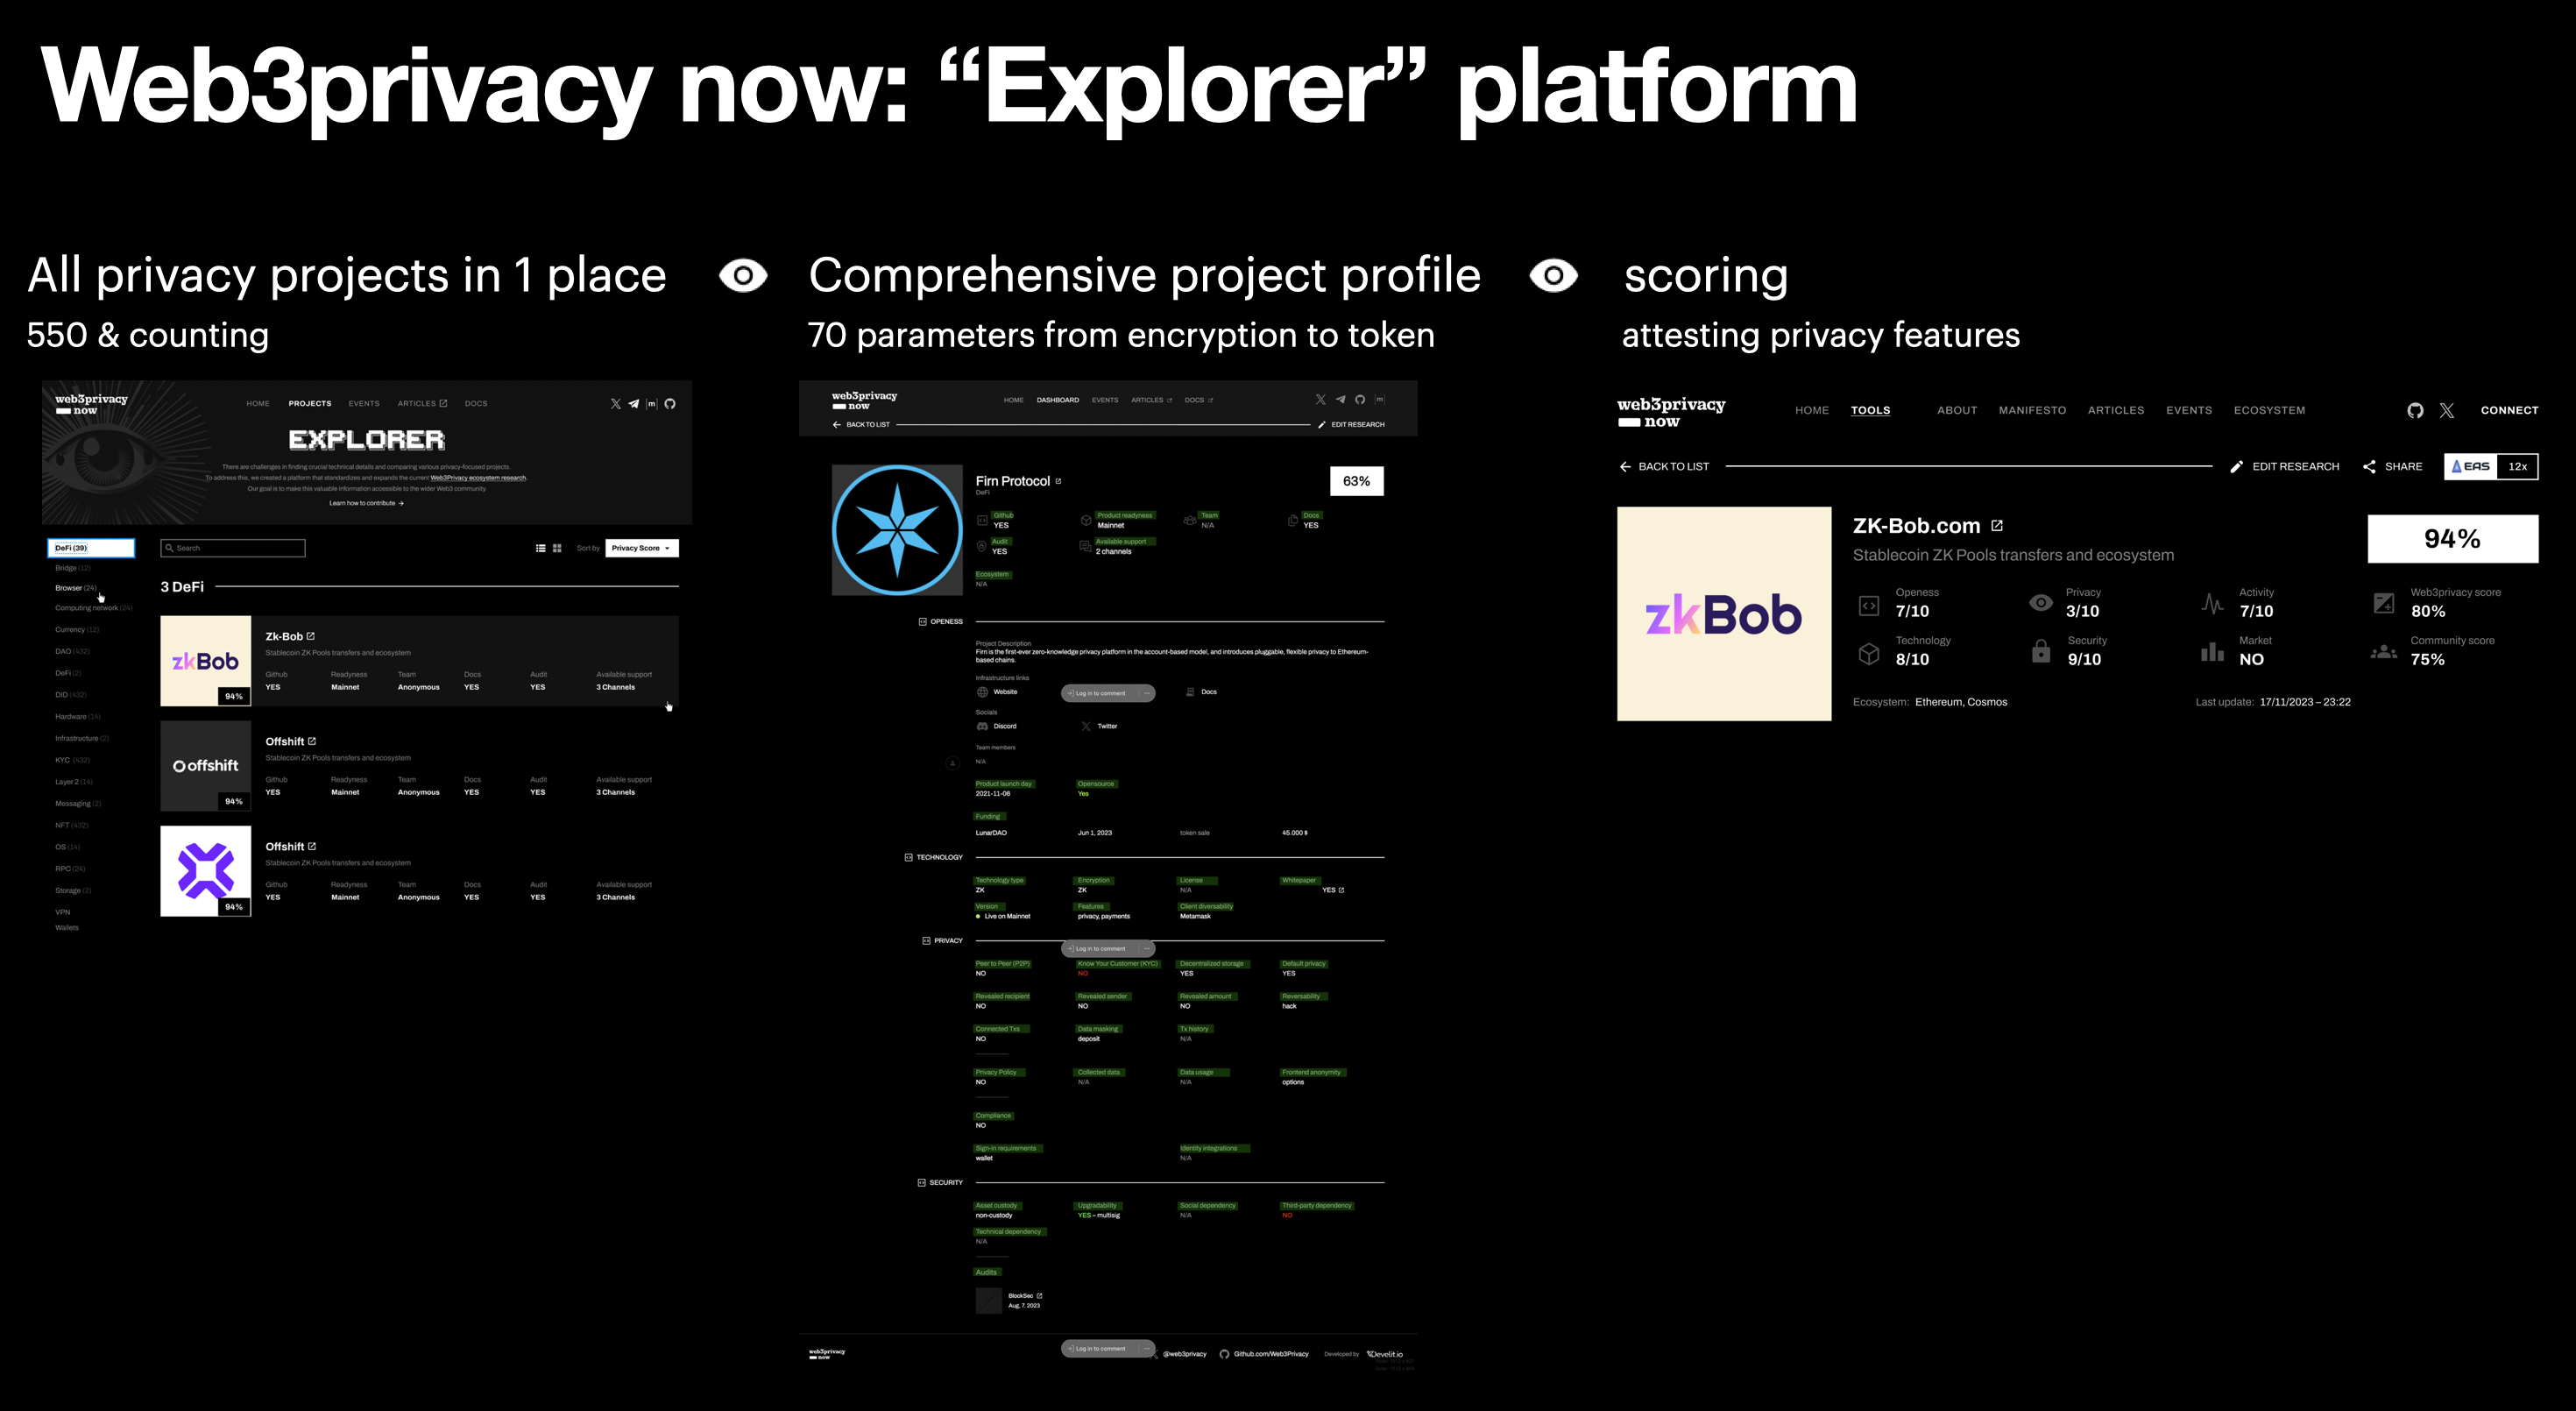 Web3privacy now: “Explorer” platform
All privacy projects in 1 place
550 & counting
web3privacy
now
HOME PROJECTS EVENTS ARTICLES DOCS
EXPLORER
There are challenges in finding crucial technical details and comparing various privacy-focused projects.
To address this, we created a platform that standardizes and expands the current Web3Privacy ecosystem research.
Our goal is to make this valuable information accessible to the wider Web3 community.
Learn how to contribute →
DeFi (39)
Bridge (12)
Browser (24)
Computing network (24)
Currency (12)
DAO (432)
DeFi (2)
DID (432)
Hardware (14)
Infrastructure (2)
KYC (432)
Layer 2 (14)
Messaging (2)
NFT (432)
OS (14)
RPC (24)
Storage (2)
VPN
Wallets
Search
Sort by Privacy Score
3 DeFi
zkBob
94%
Zk-Bob
Stablecoin ZK Pools transfers and ecosystem
Github Readyness Team Docs Audit Available support
YES Mainnet Anonymous YES YES 3 Channels
offshift
94%
Offshift
Stablecoin ZK Pools transfers and ecosystem
Github Readyness Team Docs Audit Available support
YES Mainnet Anonymous YES YES 3 Channels
94%
Offshift
Stablecoin ZK Pools transfers and ecosystem
Github Readyness Team Docs Audit Available support
YES Mainnet Anonymous YES YES 3 Channels
Comprehensive project profile
70 parameters from encryption to token
web3privacy
now
HOME DASHBOARD EVENTS ARTICLES DOCS
← BACK TO LIST EDIT RESEARCH
Firn Protocol
DeFi
63%
Github Product readyness Team Docs
YES Mainnet N/A YES
Audit Available support
YES 2 channels
Ecosystem
N/A
OPENESS
Project Description
Firn is the first-ever zero-knowledge privacy platform in the account-based model, and introduces pluggable, flexible privacy to Ethereum-
based chains.
Infrastructure links
Website Log in to comment Docs
Socials
Discord Twitter
Team members
N/A
Product launch day Opensource
2021-11-06 Yes
Funding
LunarDAO Jun 1, 2023 token sale 45.000 $
TECHNOLOGY
Technology type Encryption License Whitepaper
ZK ZK N/A YES
Version Features Client diversability
Live on Mainnet privacy, payments Metamask
PRIVACY
Log in to comment
Peer to Peer (P2P) Know Your Customer (KYC) Decentralized storage Default privacy
NO NO YES YES
Revealed recipient Revealed sender Revealed amount Reversability
NO NO NO hack
Connected Txs Data masking Tx history
NO deposit N/A
Privacy Policy Collected data Data usage Frontend anonymity
NO N/A N/A options
Compliance
NO
Sign-in requirements Identity Integrations
wallet N/A
SECURITY
Asset custody Upgradability Social dependency Third-party dependency
non-custody YES – multisig N/A NO
Technical dependency
N/A
Audits
BlockSec
Aug, 7. 2023
web3privacy
now
Log in to comment
@web3privacy Github.com/Web3Privacy Developed by Develit.io
scoring
attesting privacy features
web3privacy
now
HOME TOOLS ABOUT MANIFESTO ARTICLES EVENTS ECOSYSTEM CONNECT
← BACK TO LIST EDIT RESEARCH SHARE EAS 12x
zkBob
ZK-Bob.com
Stablecoin ZK Pools transfers and ecosystem
94%
Openess Privacy Activity Web3privacy score
7/10 3/10 7/10 80%
Technology Security Market Community score
8/10 9/10 NO 75%
Ecosystem: Ethereum, Cosmos Last update: 17/11/2023 – 23:22